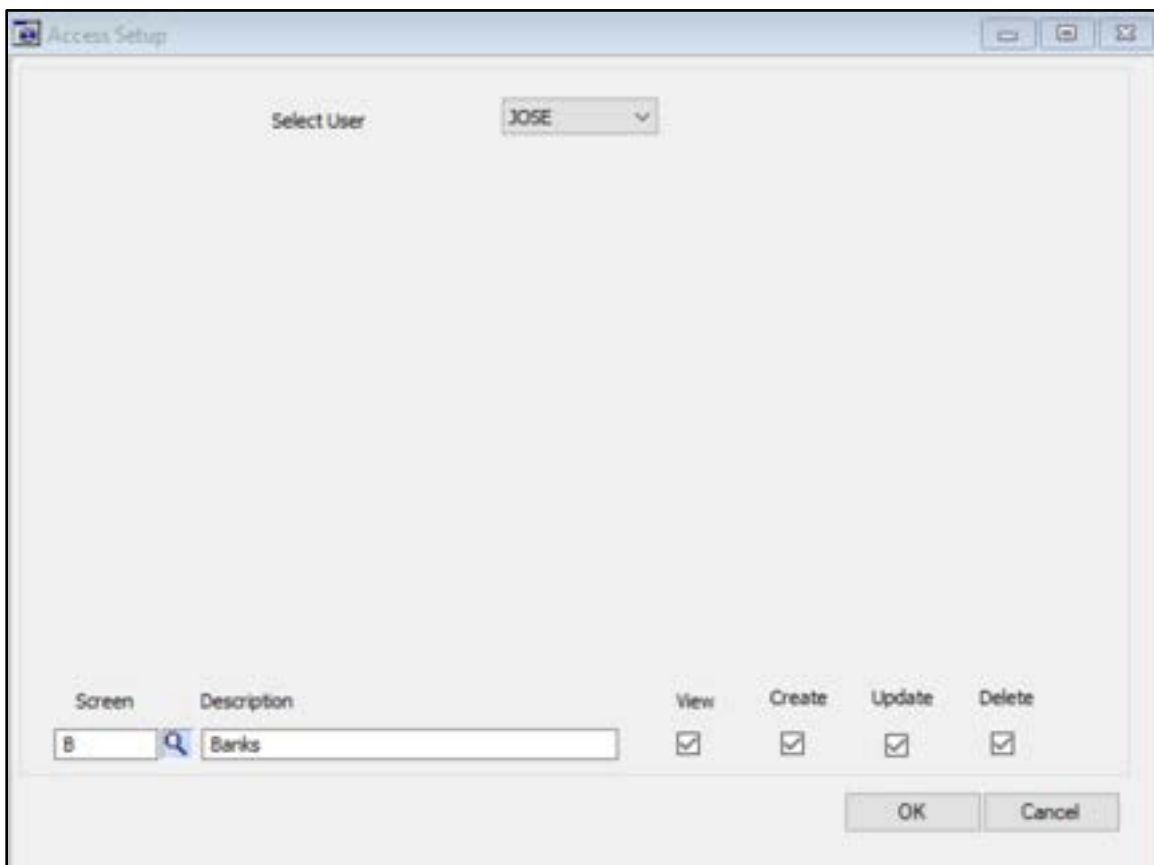 Access Setup
Select User JOSE
Screen Description View Create Update Delete
B Banks
OK Cancel